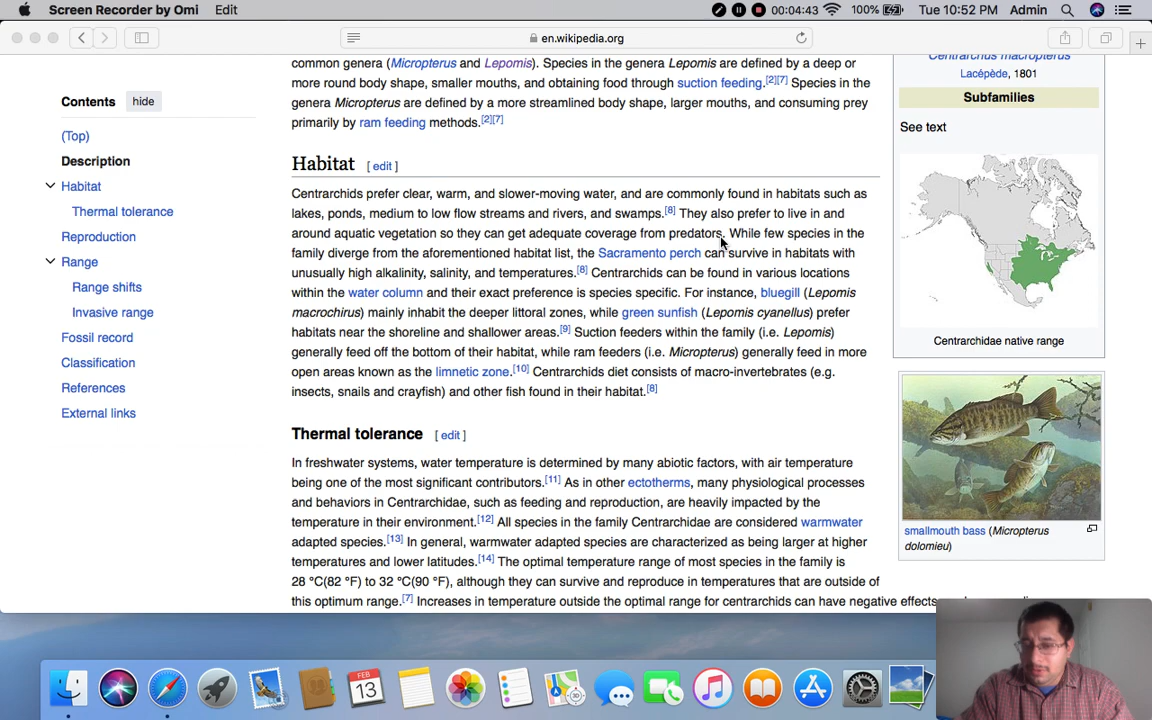 Screen Recorder by Omi Edit 00:04:43 100% Tue 10:52 PM Admin
en.wikipedia.org
Contents hide
(Top)
Description
Habitat
Thermal tolerance
Reproduction
Range
Range shifts
Invasive range
Fossil record
Classification
References
External links
common genera (Micropterus and Lepomis). Species in the genera Lepomis are defined by a deep or
more round body shape, smaller mouths, and obtaining food through suction feeding.[2][7] Species in the
genera Micropterus are defined by a more streamlined body shape, larger mouths, and consuming prey
primarily by ram feeding methods.[2][7]
Habitat [ edit ]
Centrarchids prefer clear, warm, and slower-moving water, and are commonly found in habitats such as
lakes, ponds, medium to low flow streams and rivers, and swamps.[8] They also prefer to live in and
around aquatic vegetation so they can get adequate coverage from predators. While few species in the
family diverge from the aforementioned habitat list, the Sacramento perch can survive in habitats with
unusually high alkalinity, salinity, and temperatures.[8] Centrarchids can be found in various locations
within the water column and their exact preference is species specific. For instance, bluegill (Lepomis
macrochirus) mainly inhabit the deeper littoral zones, while green sunfish (Lepomis cyanellus) prefer
habitats near the shoreline and shallower areas.[9] Suction feeders within the family (i.e. Lepomis)
generally feed off the bottom of their habitat, while ram feeders (i.e. Micropterus) generally feed in more
open areas known as the limnetic zone.[10] Centrarchids diet consists of macro-invertebrates (e.g.
insects, snails and crayfish) and other fish found in their habitat.[8]
Thermal tolerance [ edit ]
In freshwater systems, water temperature is determined by many abiotic factors, with air temperature
being one of the most significant contributors.[11] As in other ectotherms, many physiological processes
and behaviors in Centrarchidae, such as feeding and reproduction, are heavily impacted by the
temperature in their environment.[12] All species in the family Centrarchidae are considered warmwater
adapted species.[13] In general, warmwater adapted species are characterized as being larger at higher
temperatures and lower latitudes.[14] The optimal temperature range of most species in the family is
28 °C(82 °F) to 32 °C(90 °F), although they can survive and reproduce in temperatures that are outside of
this optimum range.[7] Increases in temperature outside the optimal range for centrarchids can have negative effects
Centrarchus macropterus
Lacépède, 1801
Subfamilies
See text
Centrarchidae native range
smallmouth bass (Micropterus
dolomieu)
FEB
13